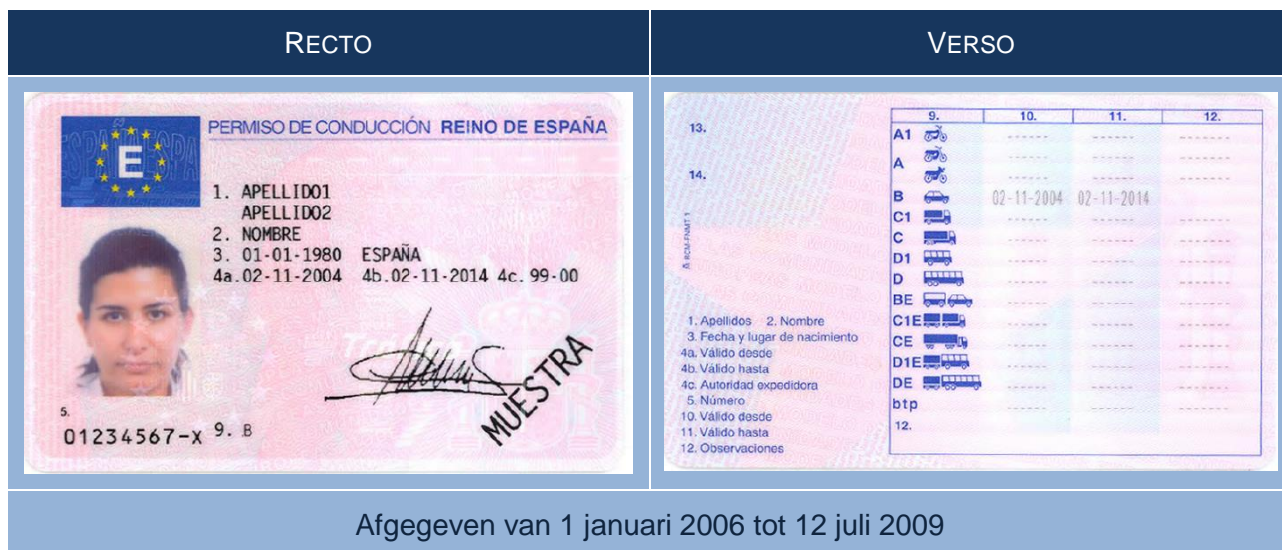 RECTO
VERSO
E
PERMISO DE CONDUCCIÓN REINO DE ESPAÑA
1. APELLIDO1
APELLIDO2
2. NOMBRE
3. 01-01-1980 ESPAÑA
4a.02-11-2004 4b.02-11-2014 4c.99-00
MUESTRA
5.
01234567-X 9. B
13.
14.
RCM-FNMT 1
1. Apellidos 2. Nombre
3. Fecha y lugar de nacimiento
4a. Válido desde
4b. Válido hasta
4c. Autoridad expedidora
5. Número
10. Válido desde
11. Válido hasta
12. Observaciones
9. 10. 11. 12.
A1
A
B 02-11-2004 02-11-2014
C1
C
D1
D
BE
C1E
CE
D1E
DE
btp
12.
Afgegeven van 1 januari 2006 tot 12 juli 2009